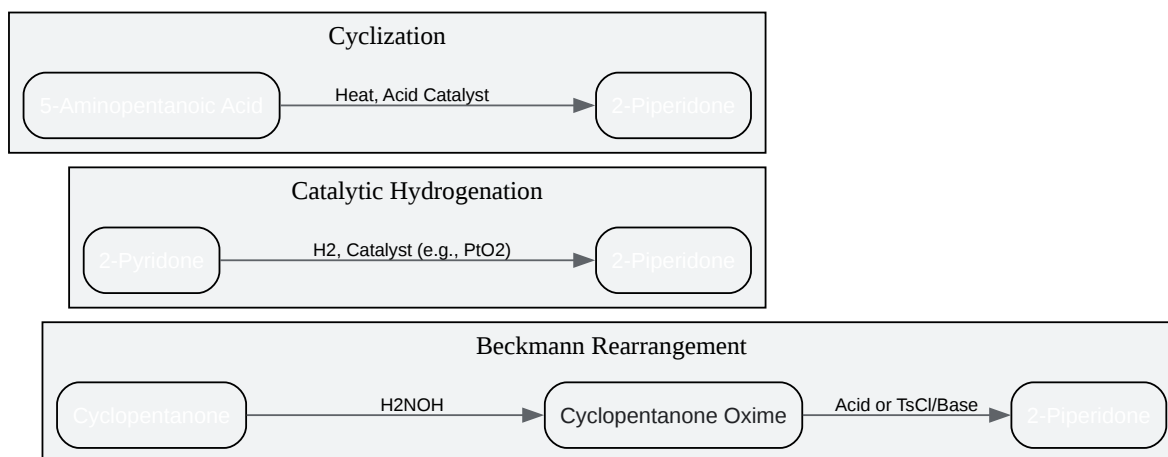 Cyclization
5-Aminopentanoic Acid
Heat, Acid Catalyst
2-Piperidone
Catalytic Hydrogenation
2-Pyridone
H2, Catalyst (e.g., PtO2)
2-Piperidone
Beckmann Rearrangement
Cyclopentanone
H2NOH
Cyclopentanone Oxime
Acid or TsCl/Base
2-Piperidone